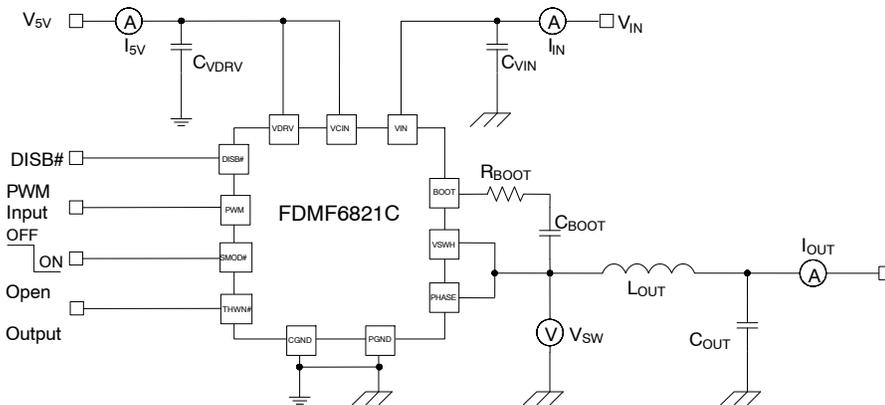 V5V
A
I5V
CVDRV
A
IIN
VIN
CVIN
VDRV
VCIN
VIN
DISB#
DISB#
PWM
Input
PWM
OFF
ON
SMOD#
Open
Output
THWN#
FDMF6821C
BOOT
RBOOT
CBOOT
VSWH
PHASE
CGND
PGND
V
VSW
LOUT
COUT
IOUT
A